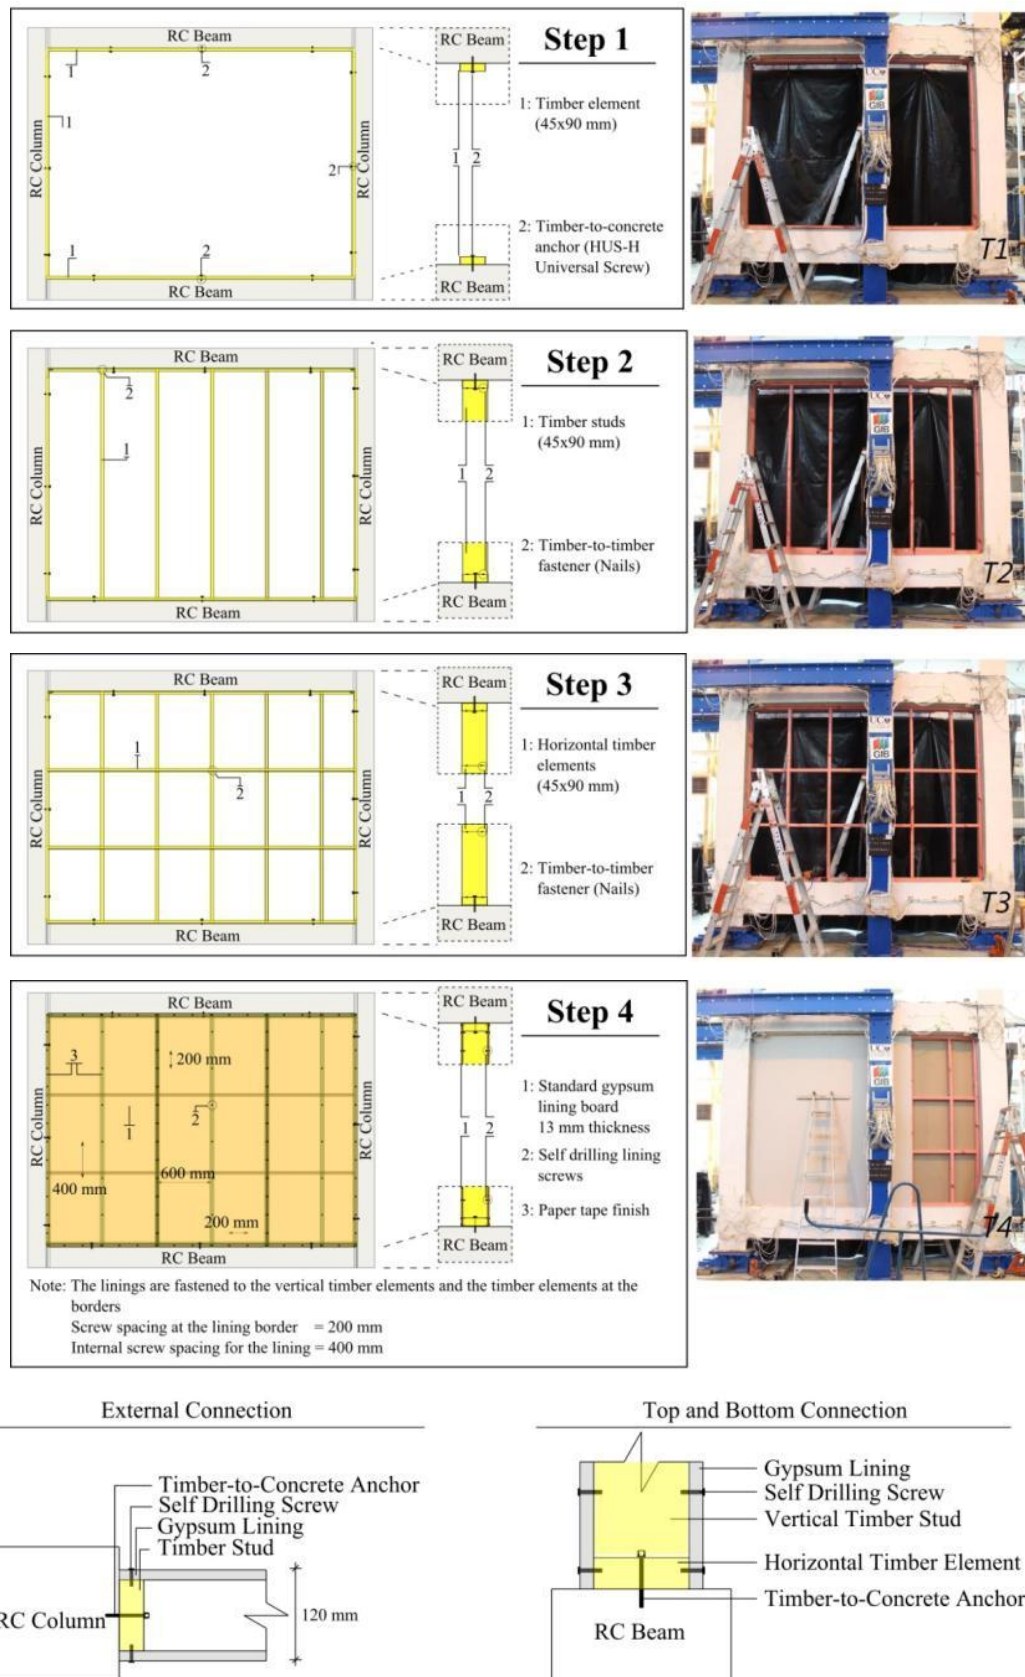 RC Beam
RC Beam
Step 1
1
2
1
RC Column
RC Column
2
1
2
1: Timber element
(45x90 mm)
1
2
2: Timber-to-concrete
anchor (HUS-H
Universal Screw)
1
2
RC Beam
RC Beam
GIB
T1
RC Beam
RC Beam
Step 2
2
1
RC Column
RC Column
1: Timber studs
(45x90 mm)
1
2
2: Timber-to-timber
fastener (Nails)
RC Beam
RC Beam
GIB
T2
RC Beam
RC Beam
Step 3
1
2
RC Column
RC Column
1: Horizontal timber
elements
(45x90 mm)
1
2
2: Timber-to-timber
fastener (Nails)
RC Beam
RC Beam
GIB
T3
RC Beam
RC Beam
Step 4
3
200 mm
1
2
RC Column
RC Column
400 mm
600 mm
200 mm
1: Standard gypsum
lining board
13 mm thickness
1
2
2: Self drilling lining
screws
3: Paper tape finish
RC Beam
RC Beam
GIB
T4
Note: The linings are fastened to the vertical timber elements and the timber elements at the
borders
Screw spacing at the lining border = 200 mm
Internal screw spacing for the lining = 400 mm
External Connection
Timber-to-Concrete Anchor
Self Drilling Screw
Gypsum Lining
Timber Stud
RC Column
120 mm
Top and Bottom Connection
Gypsum Lining
Self Drilling Screw
Vertical Timber Stud
Horizontal Timber Element
Timber-to-Concrete Anchor
RC Beam